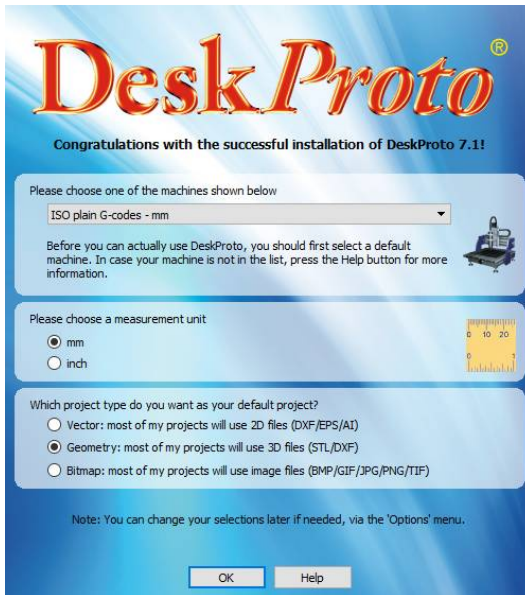 DeskProto®
Congratulations with the successful installation of DeskProto 7.1!
Please choose one of the machines shown below
ISO plain G-codes - mm
Before you can actually use DeskProto, you should first select a default
machine. In case your machine is not in the list, press the Help button for more
information.
Please choose a measurement unit
mm
inch
0 10 20
0 1
Which project type do you want as your default project?
Vector: most of my projects will use 2D files (DXF/EPS/AI)
Geometry: most of my projects will use 3D files (STL/DXF)
Bitmap: most of my projects will use image files (BMP/GIF/JPG/PNG/TIF)
Note: You can change your selections later if needed, via the 'Options' menu.
OK Help